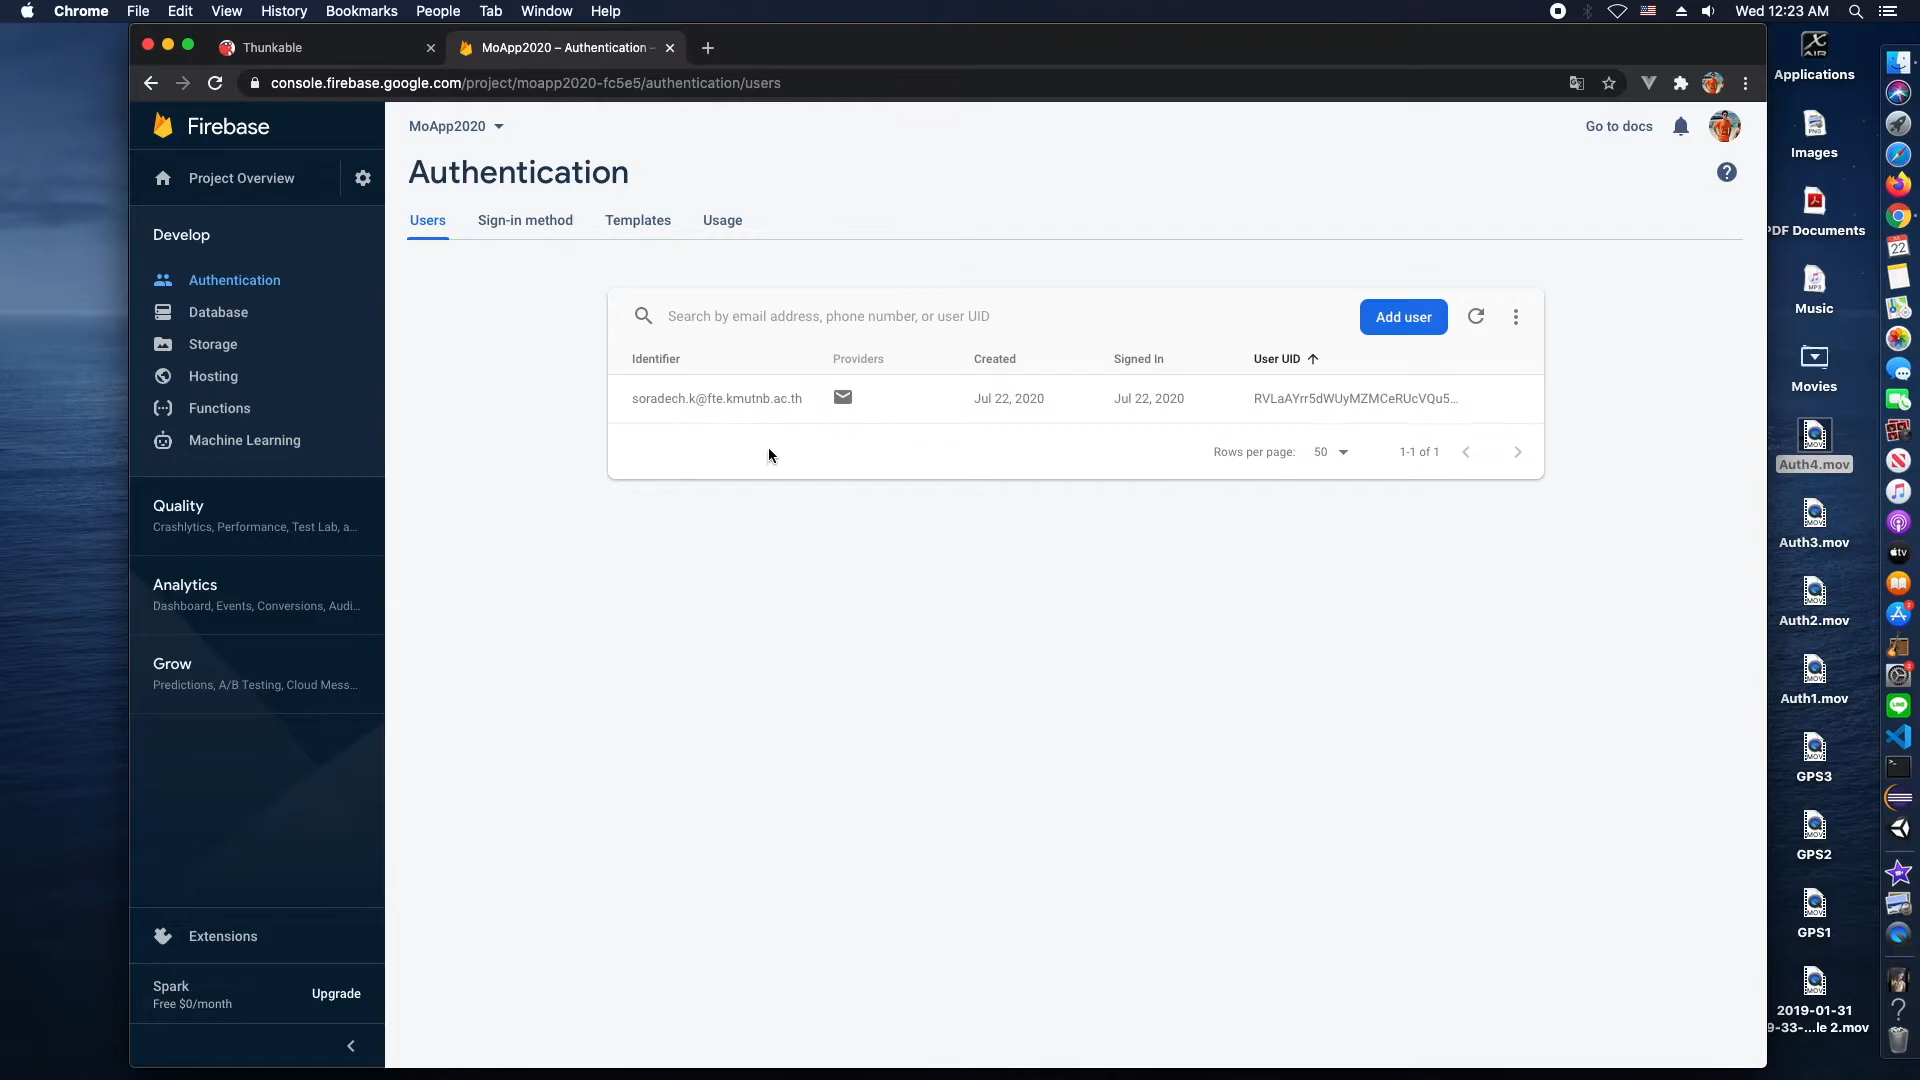 Chrome File Edit View History Bookmarks People Tab Window Help
Wed 12:23 AM
Thunkable
MoApp2020 – Authentication –
console.firebase.google.com/project/moapp2020-fc5e5/authentication/users
Firebase
Project Overview
Develop
Authentication
Database
Storage
Hosting
Functions
Machine Learning
Quality
Crashlytics, Performance, Test Lab, a...
Analytics
Dashboard, Events, Conversions, Audi...
Grow
Predictions, A/B Testing, Cloud Mess...
Extensions
Spark
Free $0/month
Upgrade
MoApp2020
Go to docs
Authentication
Users Sign-in method Templates Usage
Search by email address, phone number, or user UID
Add user
Identifier Providers Created Signed In User UID
soradech.k@fte.kmutnb.ac.th Jul 22, 2020 Jul 22, 2020 RVLaAYrr5dWUyMZMCeRUcVQu5...
Rows per page: 50 1-1 of 1
Applications
Images
PDF Documents
Music
Movies
Auth4.mov
Auth3.mov
Auth2.mov
Auth1.mov
GPS3
GPS2
GPS1
2019-01-31
9-33-...le 2.mov